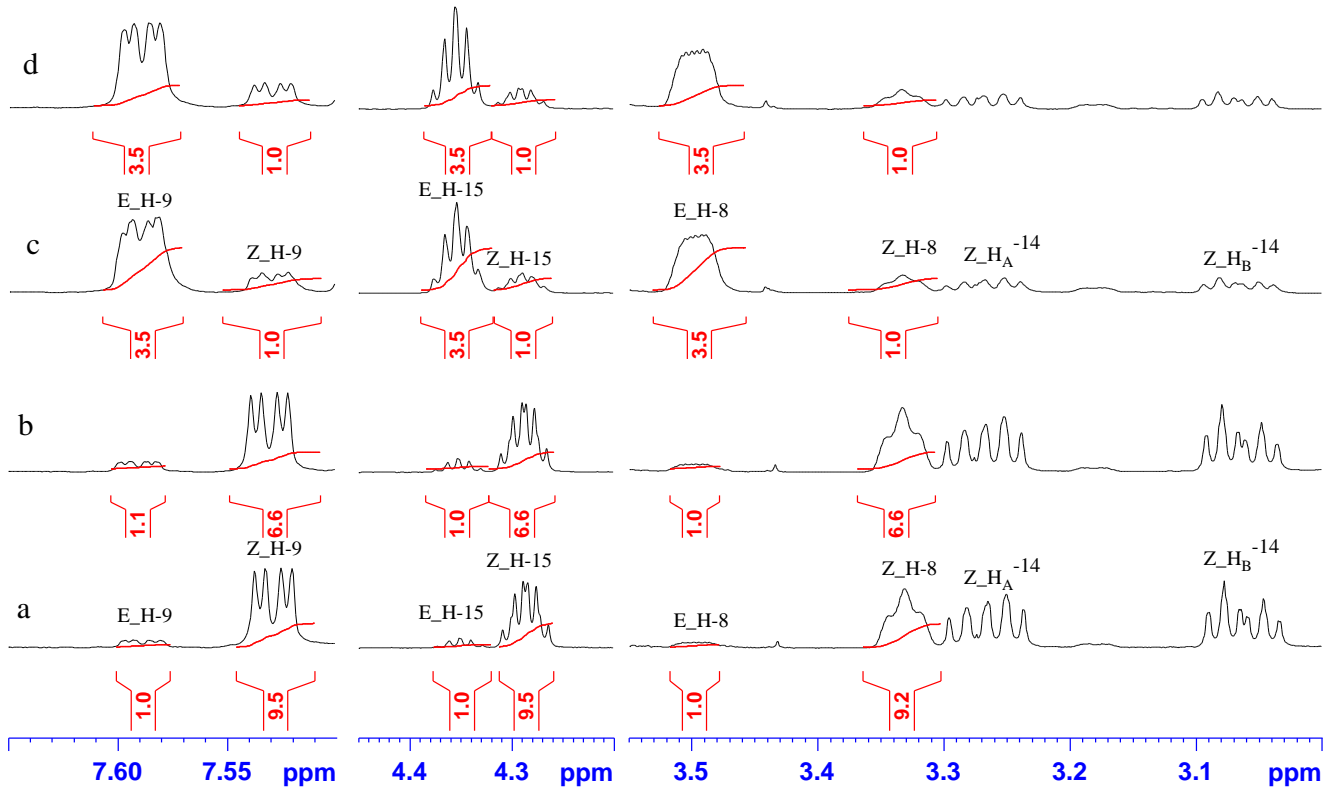 d
3.5 1.0 3.5 1.0 3.5 1.0
E_H-9 Z_H-9 E_H-15 Z_H-15 E_H-8 Z_H-8 Z_HA-14 Z_HB-14
c
3.5 1.0 3.5 1.0 3.5 1.0
b
1.1 6.6 1.0 6.6 1.0 6.6
E_H-9 Z_H-9 E_H-15 Z_H-15 E_H-8 Z_H-8 Z_HA-14 Z_HB-14
a
1.0 9.5 1.0 9.5 1.0 9.2
7.60 7.55 ppm 4.4 4.3 ppm 3.5 3.4 3.3 3.2 3.1 ppm